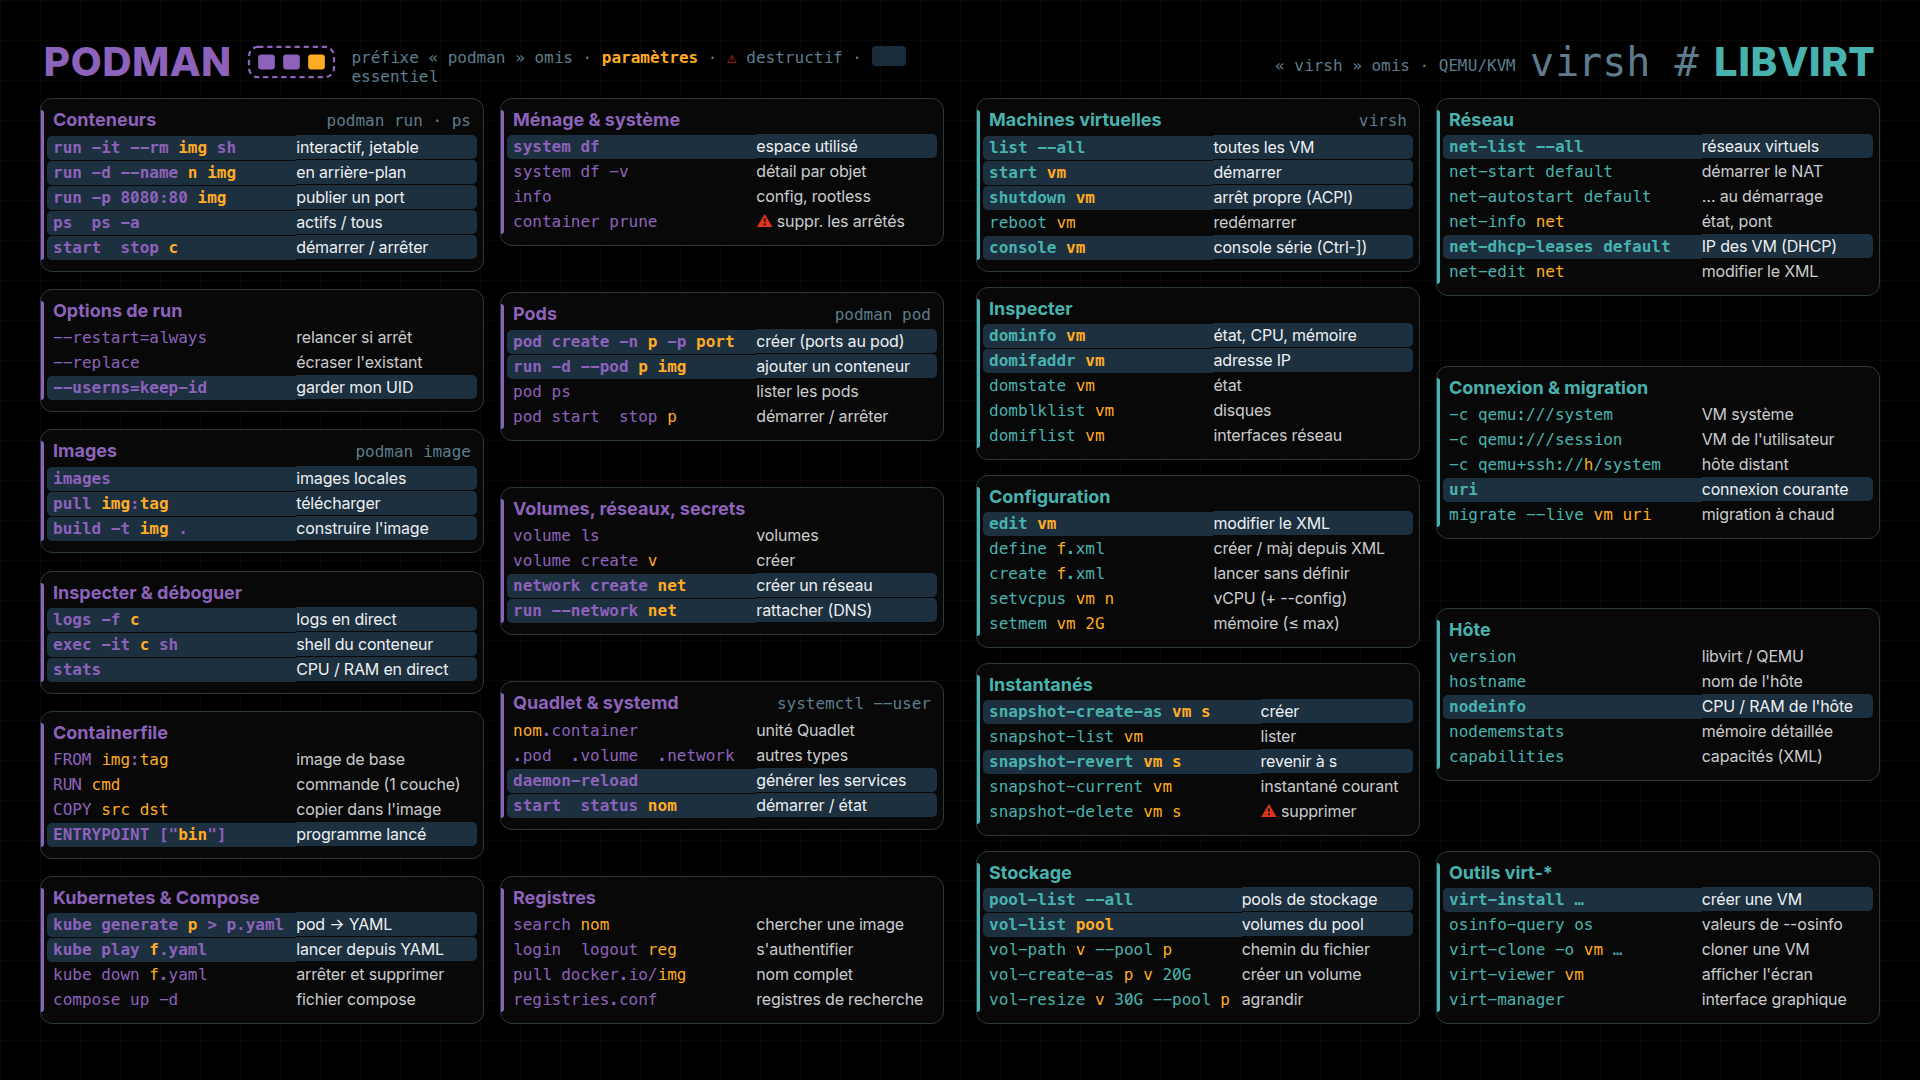 PODMAN
préfixe « podman » omis · paramètres · ⚠ destructif ·
essentiel
« virsh » omis · QEMU/KVM
virsh # LIBVIRT
Conteneurs podman run · ps
run -it --rm img sh interactif, jetable
run -d --name n img en arrière-plan
run -p 8080:80 img publier un port
ps ps -a actifs / tous
start stop c démarrer / arrêter
Options de run
--restart=always relancer si arrêt
--replace écraser l'existant
--userns=keep-id garder mon UID
Images podman image
images images locales
pull img:tag télécharger
build -t img . construire l'image
Inspecter & déboguer
logs -f c logs en direct
exec -it c sh shell du conteneur
stats CPU / RAM en direct
Containerfile
FROM img:tag image de base
RUN cmd commande (1 couche)
COPY src dst copier dans l'image
ENTRYPOINT ["bin"] programme lancé
Kubernetes & Compose
kube generate p > p.yaml pod → YAML
kube play f.yaml lancer depuis YAML
kube down f.yaml arrêter et supprimer
compose up -d fichier compose
Ménage & système
system df espace utilisé
system df -v détail par objet
info config, rootless
container prune ⚠ suppr. les arrêtés
Pods podman pod
pod create -n p -p port créer (ports au pod)
run -d --pod p img ajouter un conteneur
pod ps lister les pods
pod start stop p démarrer / arrêter
Volumes, réseaux, secrets
volume ls volumes
volume create v créer
network create net créer un réseau
run --network net rattacher (DNS)
Quadlet & systemd systemctl --user
nom.container unité Quadlet
.pod .volume .network autres types
daemon-reload générer les services
start status nom démarrer / état
Registres
search nom chercher une image
login logout reg s'authentifier
pull docker.io/img nom complet
registries.conf registres de recherche
Machines virtuelles virsh
list --all toutes les VM
start vm démarrer
shutdown vm arrêt propre (ACPI)
reboot vm redémarrer
console vm console série (Ctrl-])
Inspecter
dominfo vm état, CPU, mémoire
domifaddr vm adresse IP
domstate vm état
domblklist vm disques
domiflist vm interfaces réseau
Configuration
edit vm modifier le XML
define f.xml créer / màj depuis XML
create f.xml lancer sans définir
setvcpus vm n vCPU (+ --config)
setmem vm 2G mémoire (≤ max)
Instantanés
snapshot-create-as vm s créer
snapshot-list vm lister
snapshot-revert vm s revenir à s
snapshot-current vm instantané courant
snapshot-delete vm s ⚠ supprimer
Stockage
pool-list --all pools de stockage
vol-list pool volumes du pool
vol-path v --pool p chemin du fichier
vol-create-as p v 20G créer un volume
vol-resize v 30G --pool p agrandir
Réseau
net-list --all réseaux virtuels
net-start default démarrer le NAT
net-autostart default … au démarrage
net-info net état, pont
net-dhcp-leases default IP des VM (DHCP)
net-edit net modifier le XML
Connexion & migration
-c qemu:///system VM système
-c qemu:///session VM de l'utilisateur
-c qemu+ssh://h/system hôte distant
uri connexion courante
migrate --live vm uri migration à chaud
Hôte
version libvirt / QEMU
hostname nom de l'hôte
nodeinfo CPU / RAM de l'hôte
nodememstats mémoire détaillée
capabilities capacités (XML)
Outils virt-*
virt-install … créer une VM
osinfo-query os valeurs de --osinfo
virt-clone -o vm … cloner une VM
virt-viewer vm afficher l'écran
virt-manager interface graphique